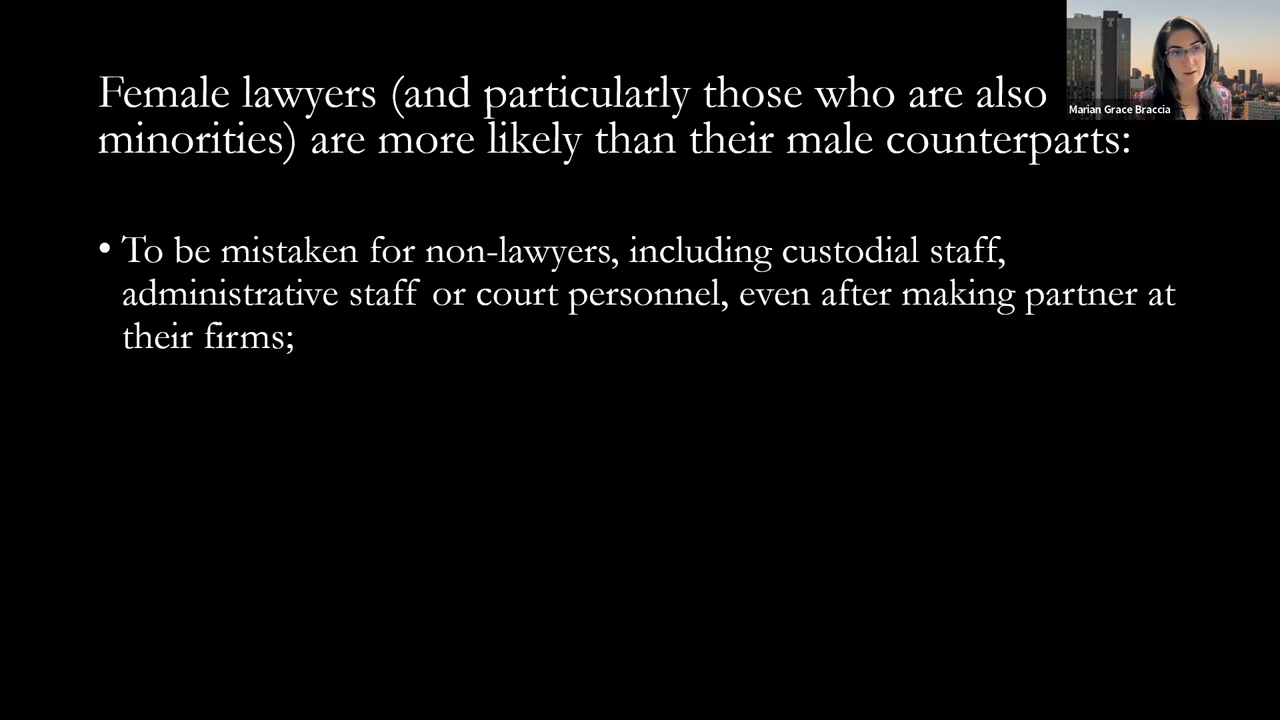 Female lawyers (and particularly those who are also
minorities) are more likely than their male counterparts:
• To be mistaken for non-lawyers, including custodial staff,
administrative staff or court personnel, even after making partner at
their firms;
Marian Grace Braccia